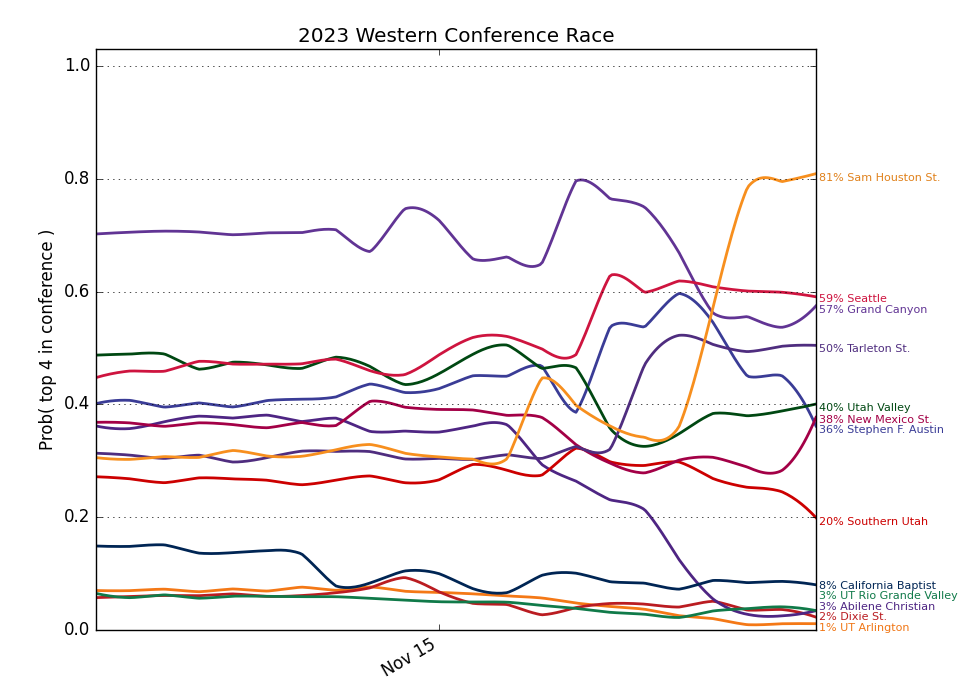 2023 Western Conference Race
Prob( top 4 in conference )
1.0
0.8
0.6
0.4
0.2
0.0
Nov 15
81% Sam Houston St.
59% Seattle
57% Grand Canyon
50% Tarleton St.
40% Utah Valley
38% New Mexico St.
36% Stephen F. Austin
20% Southern Utah
8% California Baptist
3% UT Rio Grande Valley
3% Abilene Christian
2% Dixie St.
1% UT Arlington